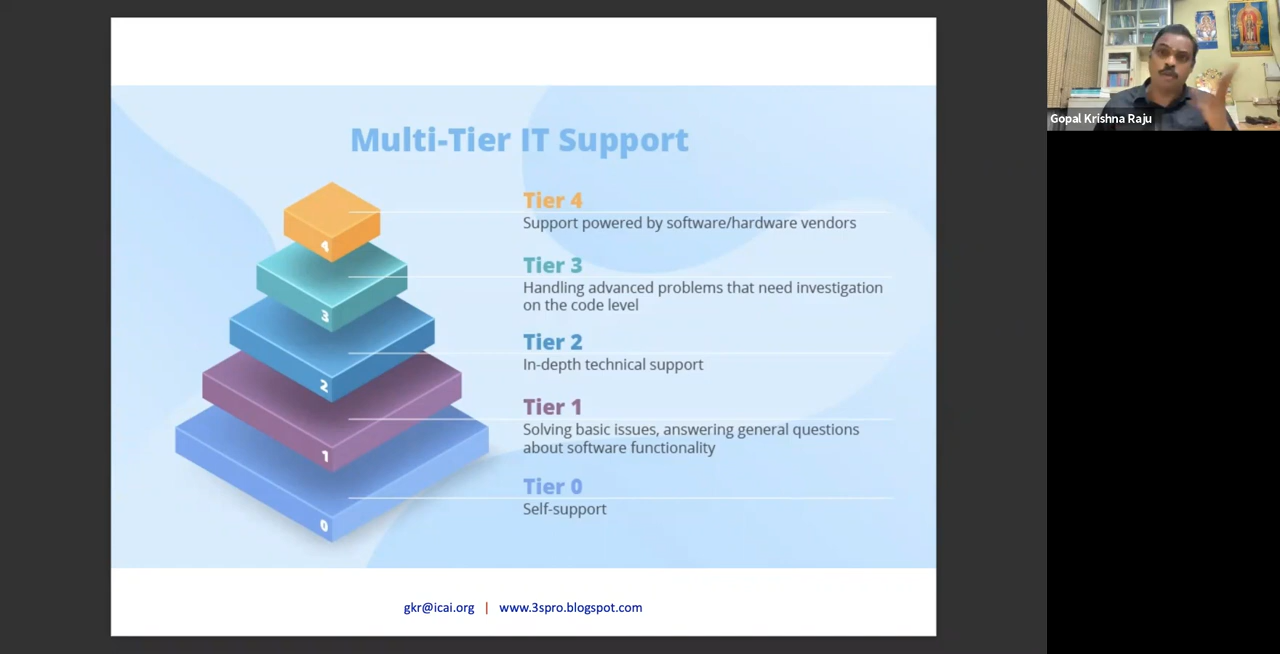 Multi-Tier IT Support
4
Tier 4
Support powered by software/hardware vendors
3
Tier 3
Handling advanced problems that need investigation
on the code level
2
Tier 2
In-depth technical support
1
Tier 1
Solving basic issues, answering general questions
about software functionality
0
Tier 0
Self-support
gkr@icai.org | www.3spro.blogspot.com
Gopal Krishna Raju